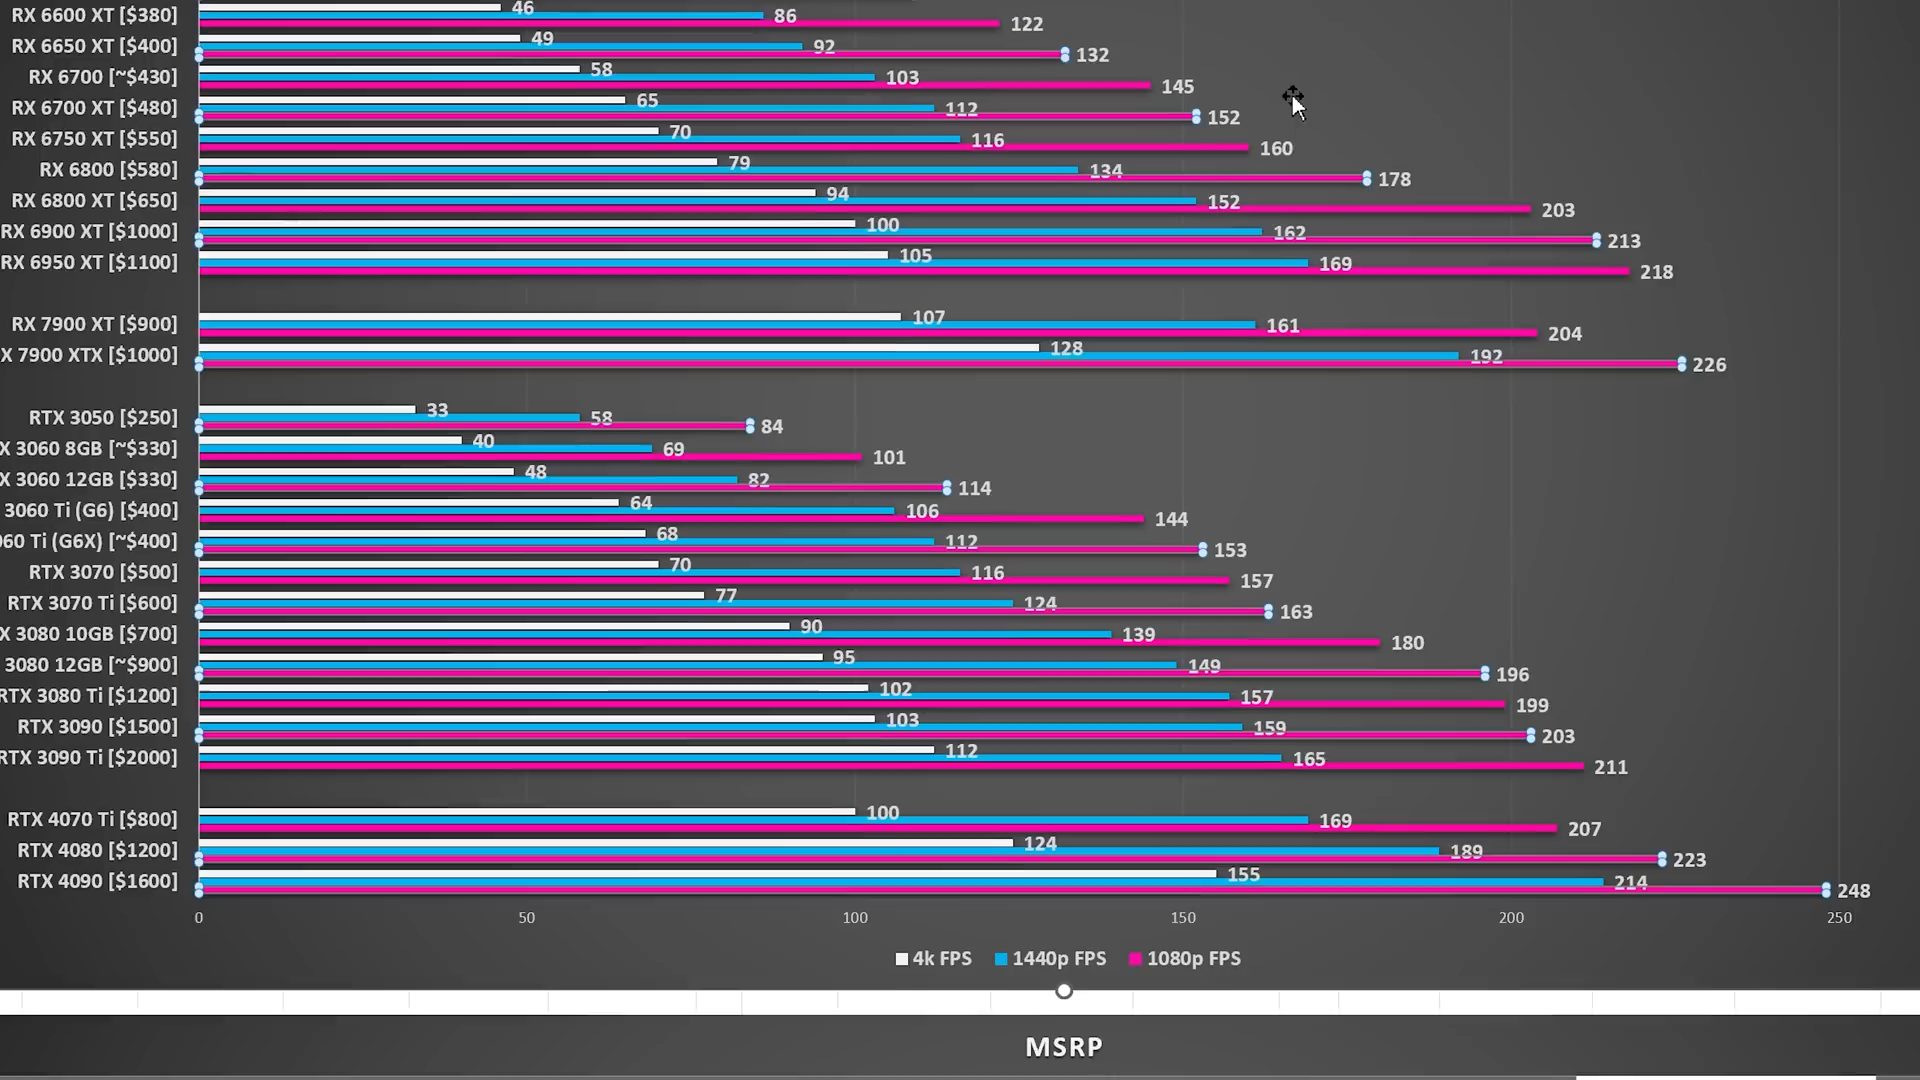 RX 6600 XT [$380] 46 86 122
RX 6650 XT [$400] 49 92 132
RX 6700 [~$430] 58 103 145
RX 6700 XT [$480] 65 112 152
RX 6750 XT [$550] 70 116 160
RX 6800 [$580] 79 134 178
RX 6800 XT [$650] 94 152 203
RX 6900 XT [$1000] 100 162 213
RX 6950 XT [$1100] 105 169 218
RX 7900 XT [$900] 107 161 204
X 7900 XTX [$1000] 128 192 226
RTX 3050 [$250] 33 58 84
X 3060 8GB [~$330] 40 69 101
X 3060 12GB [$330] 48 82 114
3060 Ti (G6) [$400] 64 106 144
060 Ti (G6X) [~$400] 68 112 153
RTX 3070 [$500] 70 116 157
RTX 3070 Ti [$600] 77 124 163
X 3080 10GB [$700] 90 139 180
3080 12GB [~$900] 95 149 196
RTX 3080 Ti [$1200] 102 157 199
RTX 3090 [$1500] 103 159 203
RTX 3090 Ti [$2000] 112 165 211
RTX 4070 Ti [$800] 100 169 207
RTX 4080 [$1200] 124 189 223
RTX 4090 [$1600] 155 214 248
0 50 100 150 200 250
4k FPS 1440p FPS 1080p FPS
MSRP